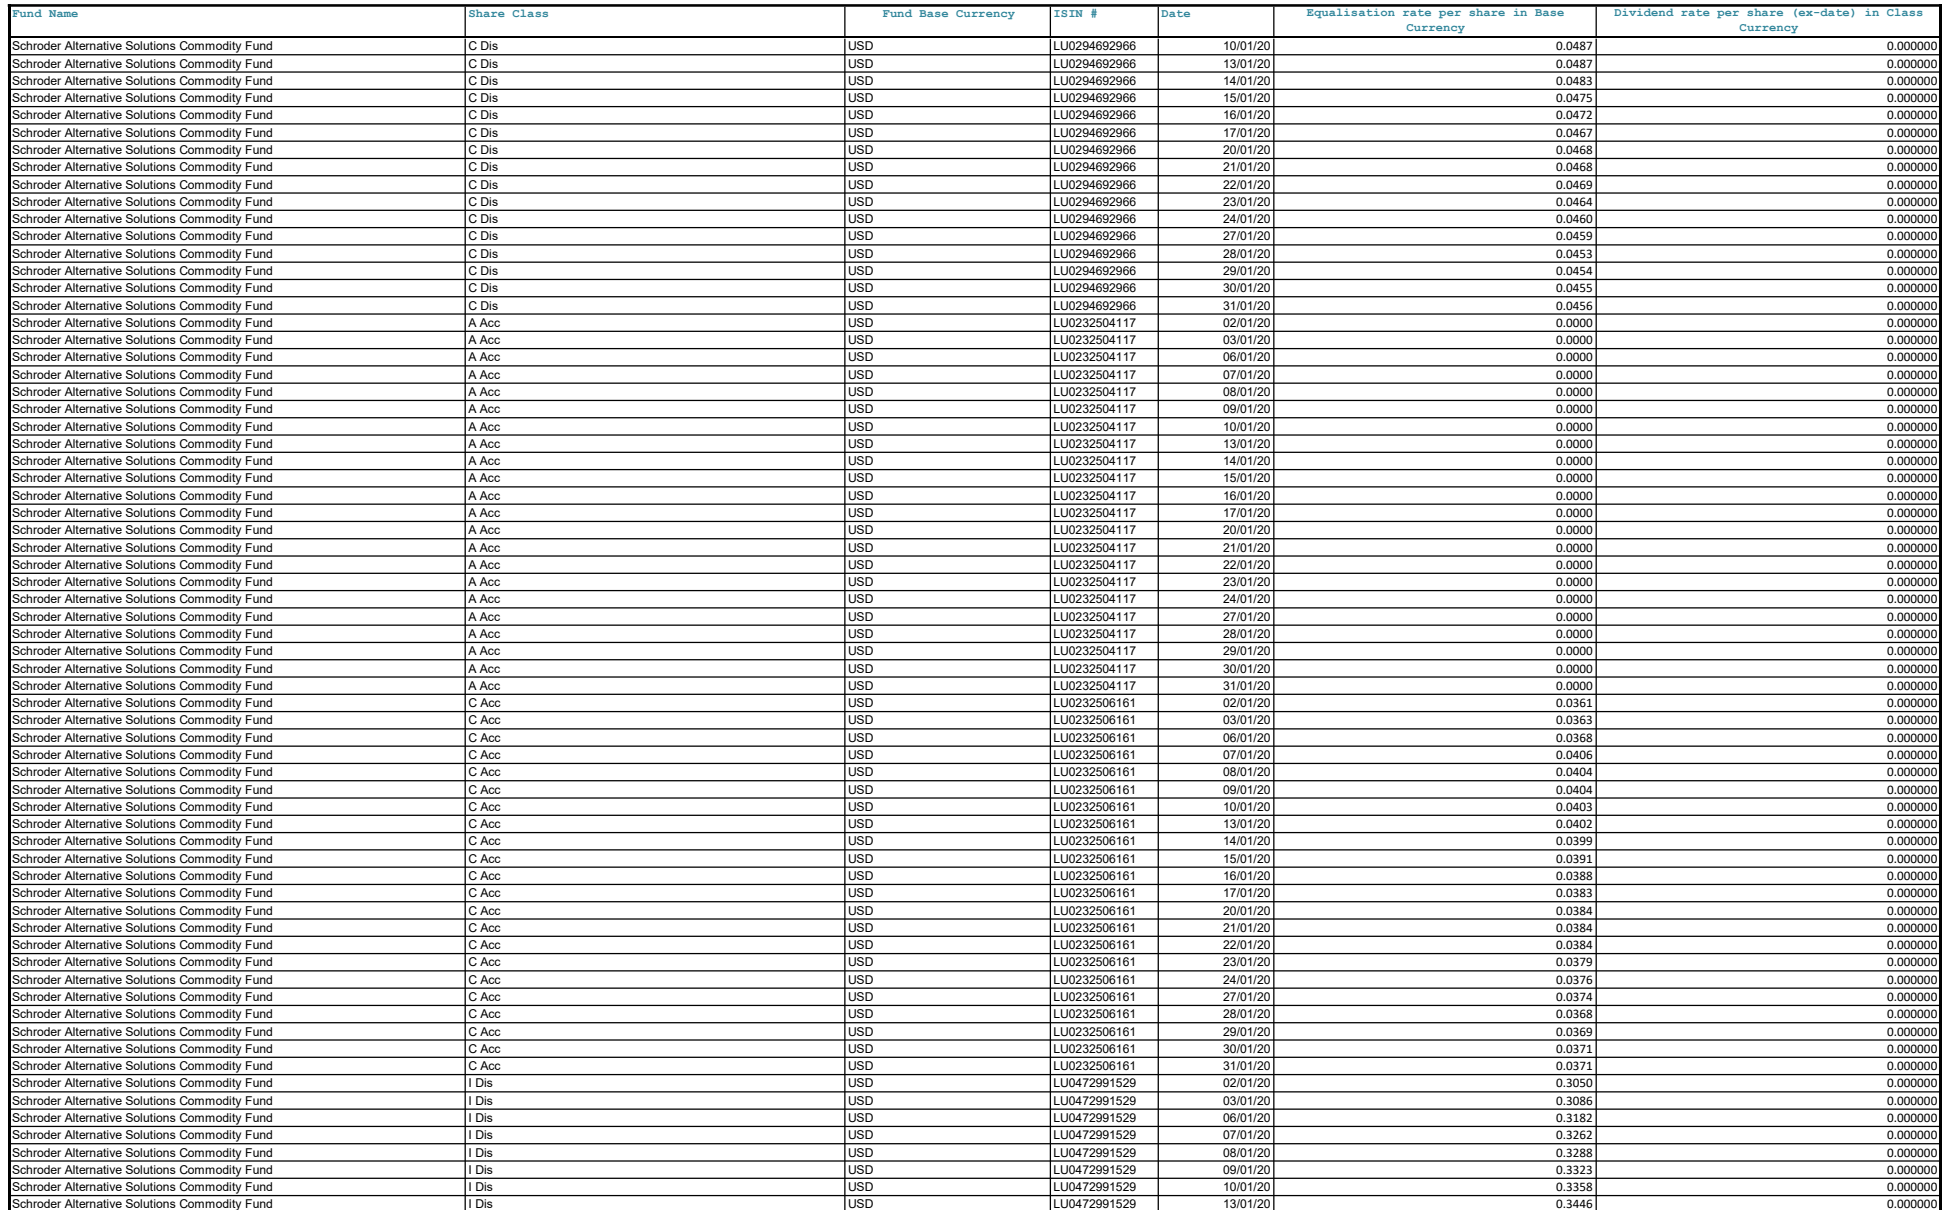 Fund Name Share Class Fund Base Currency ISIN # Date Equalisation rate per share in Base Currency Dividend rate per share (ex-date) in Class Currency
Schroder Alternative Solutions Commodity Fund C Dis USD LU0294692966 10/01/20 0.0487 0.000000
Schroder Alternative Solutions Commodity Fund C Dis USD LU0294692966 13/01/20 0.0487 0.000000
Schroder Alternative Solutions Commodity Fund C Dis USD LU0294692966 14/01/20 0.0483 0.000000
Schroder Alternative Solutions Commodity Fund C Dis USD LU0294692966 15/01/20 0.0475 0.000000
Schroder Alternative Solutions Commodity Fund C Dis USD LU0294692966 16/01/20 0.0472 0.000000
Schroder Alternative Solutions Commodity Fund C Dis USD LU0294692966 17/01/20 0.0467 0.000000
Schroder Alternative Solutions Commodity Fund C Dis USD LU0294692966 20/01/20 0.0468 0.000000
Schroder Alternative Solutions Commodity Fund C Dis USD LU0294692966 21/01/20 0.0468 0.000000
Schroder Alternative Solutions Commodity Fund C Dis USD LU0294692966 22/01/20 0.0469 0.000000
Schroder Alternative Solutions Commodity Fund C Dis USD LU0294692966 23/01/20 0.0464 0.000000
Schroder Alternative Solutions Commodity Fund C Dis USD LU0294692966 24/01/20 0.0460 0.000000
Schroder Alternative Solutions Commodity Fund C Dis USD LU0294692966 27/01/20 0.0459 0.000000
Schroder Alternative Solutions Commodity Fund C Dis USD LU0294692966 28/01/20 0.0453 0.000000
Schroder Alternative Solutions Commodity Fund C Dis USD LU0294692966 29/01/20 0.0454 0.000000
Schroder Alternative Solutions Commodity Fund C Dis USD LU0294692966 30/01/20 0.0455 0.000000
Schroder Alternative Solutions Commodity Fund C Dis USD LU0294692966 31/01/20 0.0456 0.000000
Schroder Alternative Solutions Commodity Fund A Acc USD LU0232504117 02/01/20 0.0000 0.000000
Schroder Alternative Solutions Commodity Fund A Acc USD LU0232504117 03/01/20 0.0000 0.000000
Schroder Alternative Solutions Commodity Fund A Acc USD LU0232504117 06/01/20 0.0000 0.000000
Schroder Alternative Solutions Commodity Fund A Acc USD LU0232504117 07/01/20 0.0000 0.000000
Schroder Alternative Solutions Commodity Fund A Acc USD LU0232504117 08/01/20 0.0000 0.000000
Schroder Alternative Solutions Commodity Fund A Acc USD LU0232504117 09/01/20 0.0000 0.000000
Schroder Alternative Solutions Commodity Fund A Acc USD LU0232504117 10/01/20 0.0000 0.000000
Schroder Alternative Solutions Commodity Fund A Acc USD LU0232504117 13/01/20 0.0000 0.000000
Schroder Alternative Solutions Commodity Fund A Acc USD LU0232504117 14/01/20 0.0000 0.000000
Schroder Alternative Solutions Commodity Fund A Acc USD LU0232504117 15/01/20 0.0000 0.000000
Schroder Alternative Solutions Commodity Fund A Acc USD LU0232504117 16/01/20 0.0000 0.000000
Schroder Alternative Solutions Commodity Fund A Acc USD LU0232504117 17/01/20 0.0000 0.000000
Schroder Alternative Solutions Commodity Fund A Acc USD LU0232504117 20/01/20 0.0000 0.000000
Schroder Alternative Solutions Commodity Fund A Acc USD LU0232504117 21/01/20 0.0000 0.000000
Schroder Alternative Solutions Commodity Fund A Acc USD LU0232504117 22/01/20 0.0000 0.000000
Schroder Alternative Solutions Commodity Fund A Acc USD LU0232504117 23/01/20 0.0000 0.000000
Schroder Alternative Solutions Commodity Fund A Acc USD LU0232504117 24/01/20 0.0000 0.000000
Schroder Alternative Solutions Commodity Fund A Acc USD LU0232504117 27/01/20 0.0000 0.000000
Schroder Alternative Solutions Commodity Fund A Acc USD LU0232504117 28/01/20 0.0000 0.000000
Schroder Alternative Solutions Commodity Fund A Acc USD LU0232504117 29/01/20 0.0000 0.000000
Schroder Alternative Solutions Commodity Fund A Acc USD LU0232504117 30/01/20 0.0000 0.000000
Schroder Alternative Solutions Commodity Fund A Acc USD LU0232504117 31/01/20 0.0000 0.000000
Schroder Alternative Solutions Commodity Fund C Acc USD LU0232506161 02/01/20 0.0361 0.000000
Schroder Alternative Solutions Commodity Fund C Acc USD LU0232506161 03/01/20 0.0363 0.000000
Schroder Alternative Solutions Commodity Fund C Acc USD LU0232506161 06/01/20 0.0368 0.000000
Schroder Alternative Solutions Commodity Fund C Acc USD LU0232506161 07/01/20 0.0406 0.000000
Schroder Alternative Solutions Commodity Fund C Acc USD LU0232506161 08/01/20 0.0404 0.000000
Schroder Alternative Solutions Commodity Fund C Acc USD LU0232506161 09/01/20 0.0404 0.000000
Schroder Alternative Solutions Commodity Fund C Acc USD LU0232506161 10/01/20 0.0403 0.000000
Schroder Alternative Solutions Commodity Fund C Acc USD LU0232506161 13/01/20 0.0402 0.000000
Schroder Alternative Solutions Commodity Fund C Acc USD LU0232506161 14/01/20 0.0399 0.000000
Schroder Alternative Solutions Commodity Fund C Acc USD LU0232506161 15/01/20 0.0391 0.000000
Schroder Alternative Solutions Commodity Fund C Acc USD LU0232506161 16/01/20 0.0388 0.000000
Schroder Alternative Solutions Commodity Fund C Acc USD LU0232506161 17/01/20 0.0383 0.000000
Schroder Alternative Solutions Commodity Fund C Acc USD LU0232506161 20/01/20 0.0384 0.000000
Schroder Alternative Solutions Commodity Fund C Acc USD LU0232506161 21/01/20 0.0384 0.000000
Schroder Alternative Solutions Commodity Fund C Acc USD LU0232506161 22/01/20 0.0384 0.000000
Schroder Alternative Solutions Commodity Fund C Acc USD LU0232506161 23/01/20 0.0379 0.000000
Schroder Alternative Solutions Commodity Fund C Acc USD LU0232506161 24/01/20 0.0376 0.000000
Schroder Alternative Solutions Commodity Fund C Acc USD LU0232506161 27/01/20 0.0374 0.000000
Schroder Alternative Solutions Commodity Fund C Acc USD LU0232506161 28/01/20 0.0368 0.000000
Schroder Alternative Solutions Commodity Fund C Acc USD LU0232506161 29/01/20 0.0369 0.000000
Schroder Alternative Solutions Commodity Fund C Acc USD LU0232506161 30/01/20 0.0371 0.000000
Schroder Alternative Solutions Commodity Fund C Acc USD LU0232506161 31/01/20 0.0371 0.000000
Schroder Alternative Solutions Commodity Fund I Dis USD LU0472991529 02/01/20 0.3050 0.000000
Schroder Alternative Solutions Commodity Fund I Dis USD LU0472991529 03/01/20 0.3086 0.000000
Schroder Alternative Solutions Commodity Fund I Dis USD LU0472991529 06/01/20 0.3182 0.000000
Schroder Alternative Solutions Commodity Fund I Dis USD LU0472991529 07/01/20 0.3262 0.000000
Schroder Alternative Solutions Commodity Fund I Dis USD LU0472991529 08/01/20 0.3288 0.000000
Schroder Alternative Solutions Commodity Fund I Dis USD LU0472991529 09/01/20 0.3323 0.000000
Schroder Alternative Solutions Commodity Fund I Dis USD LU0472991529 10/01/20 0.3358 0.000000
Schroder Alternative Solutions Commodity Fund I Dis USD LU0472991529 13/01/20 0.3446 0.000000